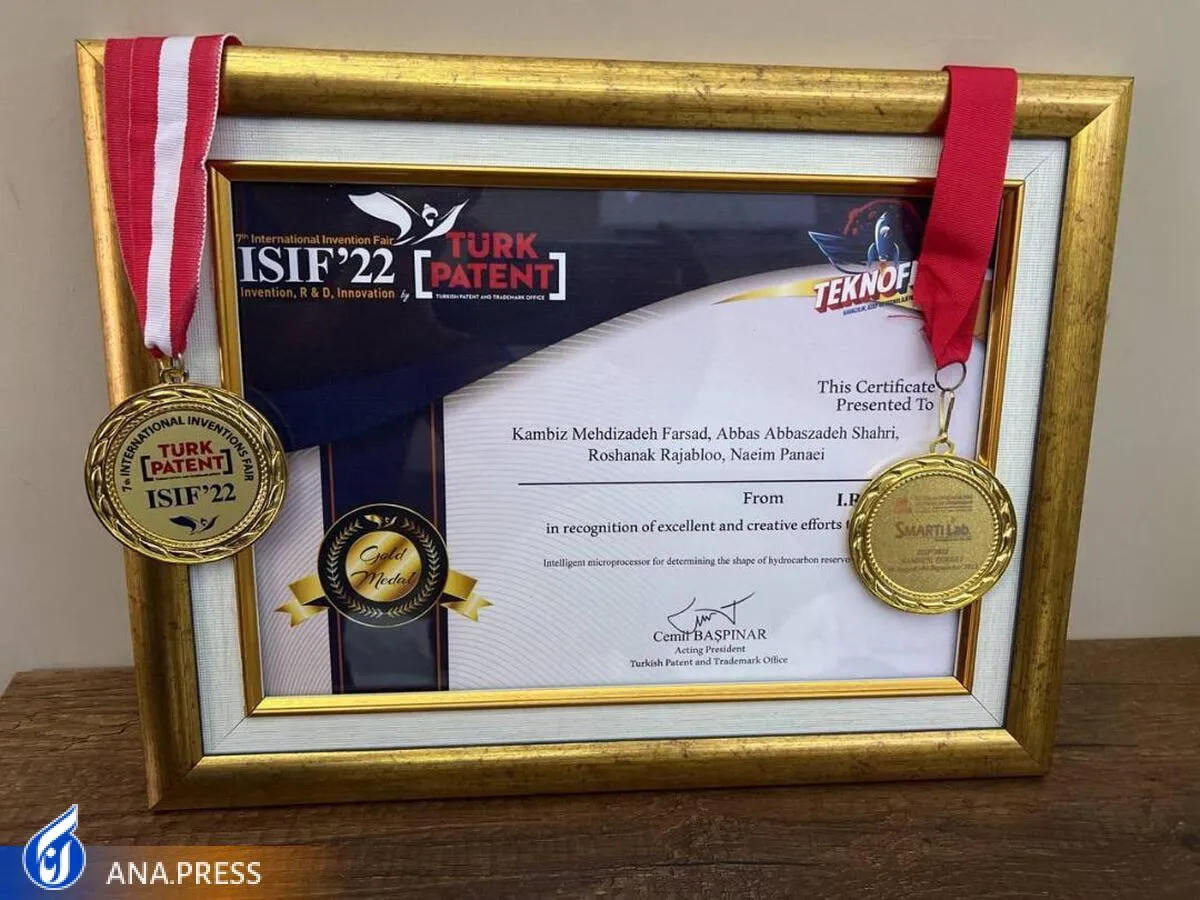 7th International Invention Fair
ISIF'22
Invention, R & D, Innovation by
[TÜRK
PATENT]
TURKISH PATENT AND TRADEMARK OFFICE
TEKNOF
This Certificate
Presented To
Kambiz Mehdizadeh Farsad, Abbas Abbaszadeh Shahri,
Roshanak Rajabloo, Naeim Panaei
From I.R
in recognition of excellent and creative efforts
Intelligent microprocessor for determining the shape of hydrocarbon
Gold
Medal
Cemil BAŞPINAR
Acting President
Turkish Patent and Trademark Office
7th INTERNATIONAL INVENTIONS FAIR
TÜRK
[PATENT]
ISIF'22
SMARTI Lab.
ANA.PRESS